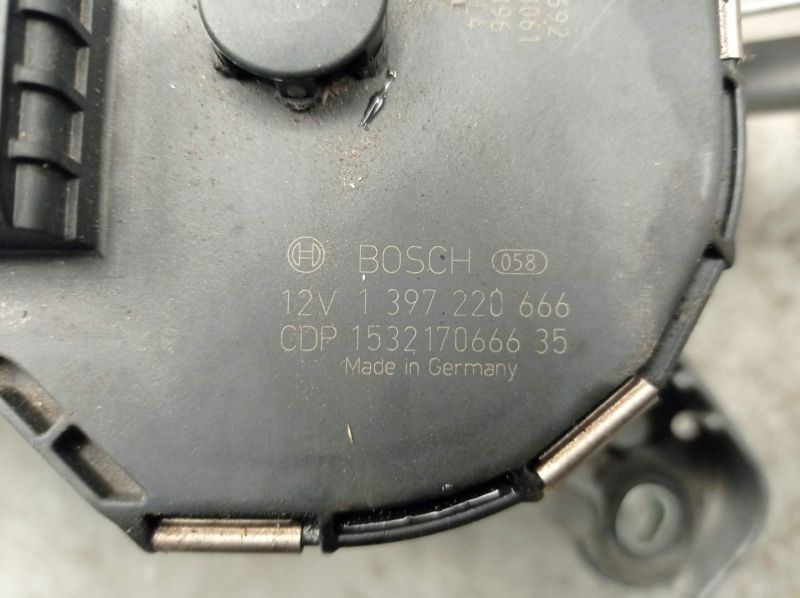 BOSCH 058
12V 1 397 220 666
CDP 1532170666 35
Made in Germany